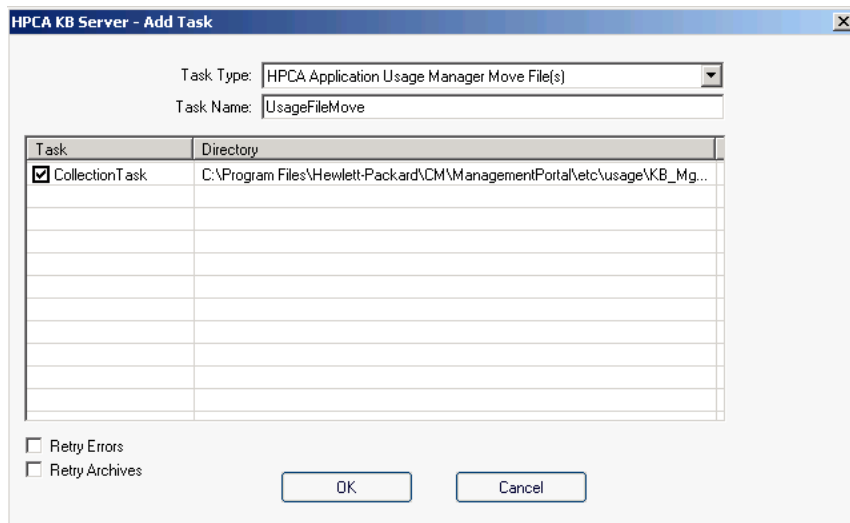 HPCA KB Server - Add Task
Task Type: HPCA Application Usage Manager Move File(s)
Task Name: UsageFileMove
Task Directory
CollectionTask C:\Program Files\Hewlett-Packard\CM\ManagementPortal\etc\usage\KB_Mg...
Retry Errors
Retry Archives
OK Cancel